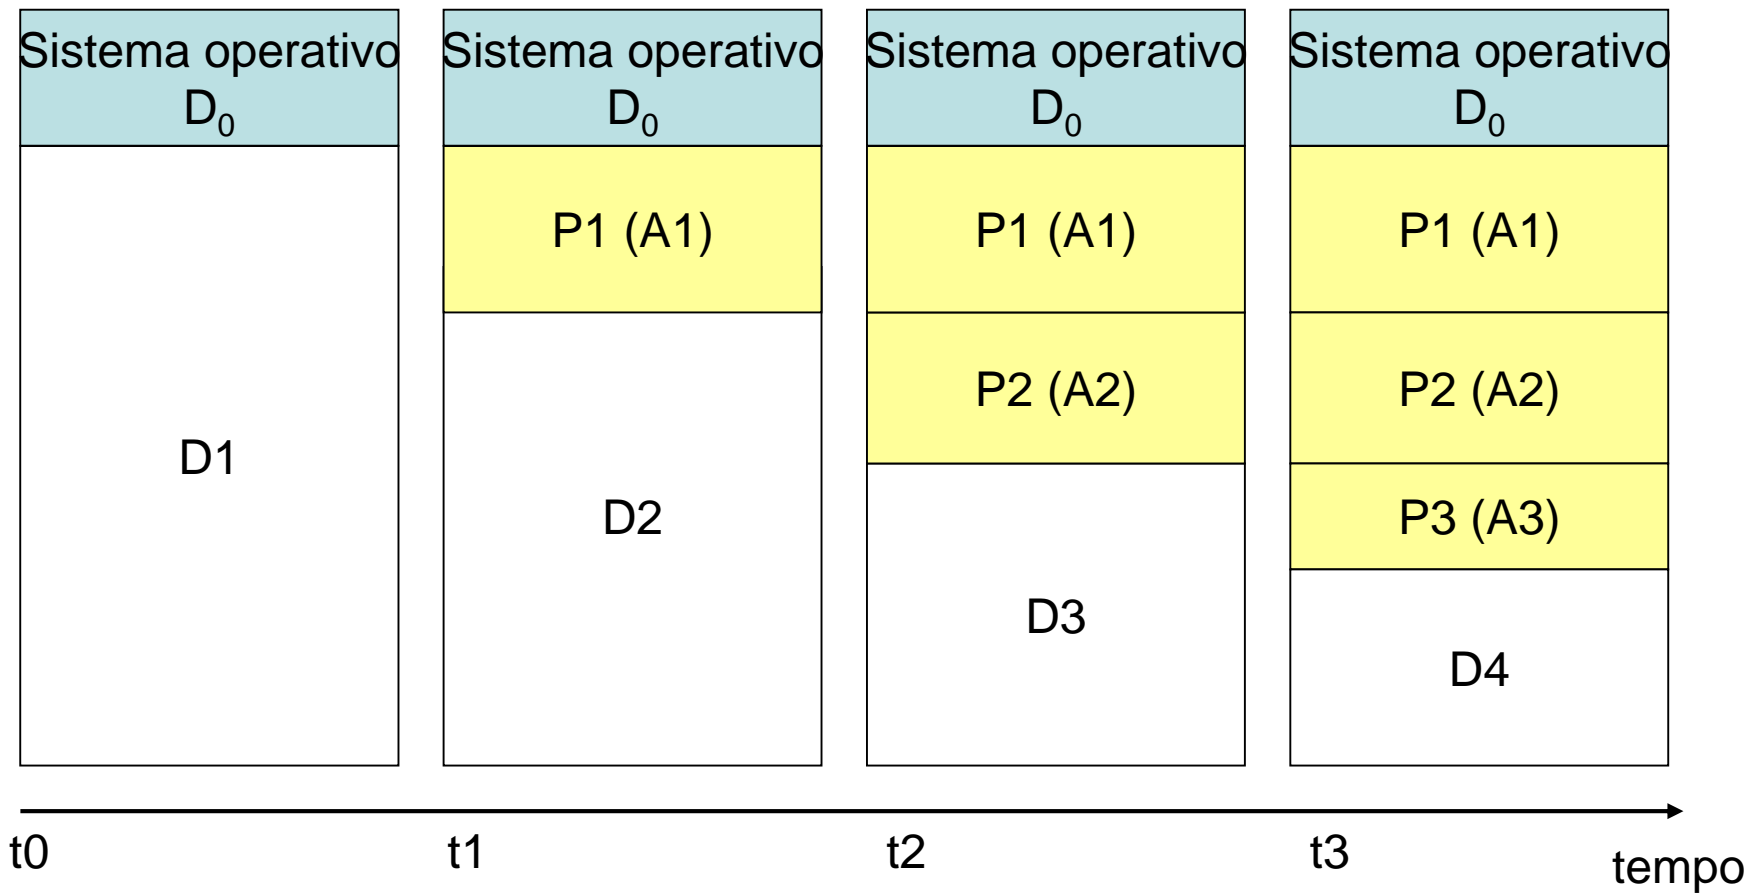 Sistema operativo
D₀
D1
Sistema operativo
D₀
P1 (A1)
D2
Sistema operativo
D₀
P1 (A1)
P2 (A2)
D3
Sistema operativo
D₀
P1 (A1)
P2 (A2)
P3 (A3)
D4
t0
t1
t2
t3
tempo